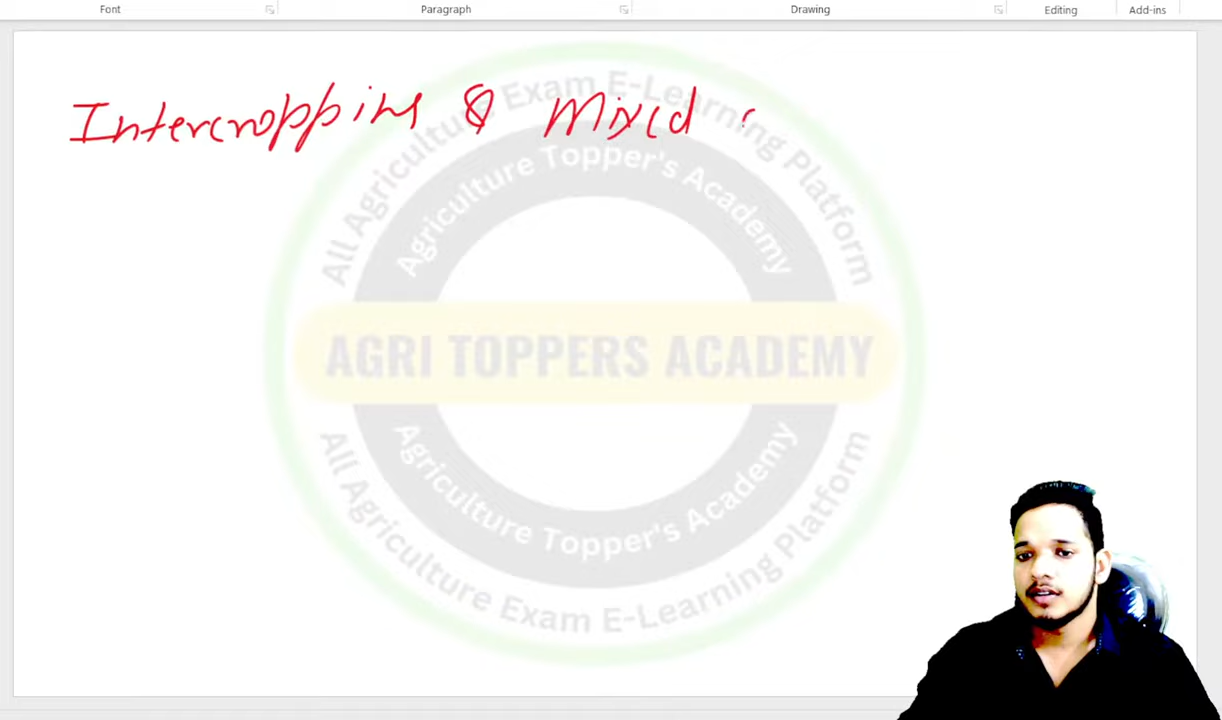 Font Paragraph Drawing Editing Add-ins
Intercropping & Mixed
All Agriculture Exam E-Learning Platform
Agriculture Topper's Academy
AGRI TOPPERS ACADEMY
Agriculture Topper's Academy
All Agriculture Exam E-Learning Platform